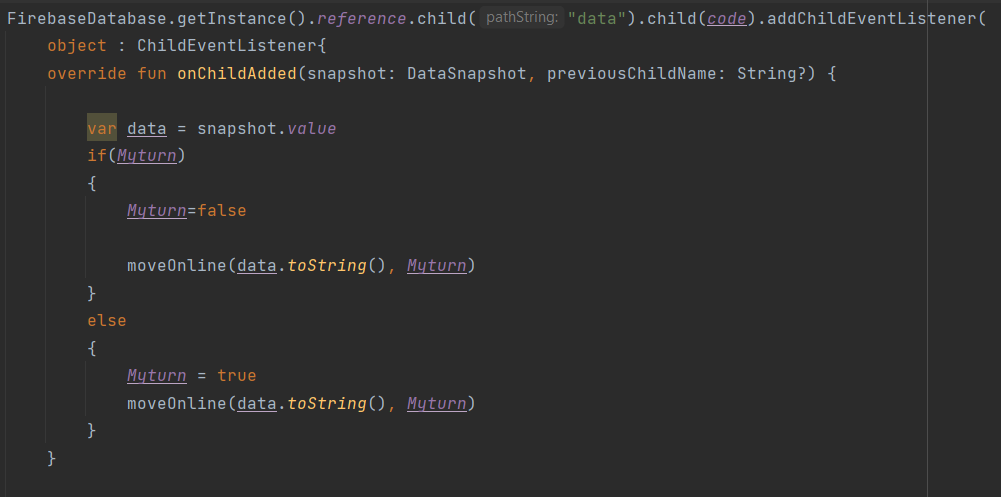 FirebaseDatabase.getInstance().reference.child( pathString: "data").child(code).addChildEventListener(
object : ChildEventListener{
override fun onChildAdded(snapshot: DataSnapshot, previousChildName: String?) {
var data = snapshot.value
if(Myturn)
{
Myturn=false
moveOnline(data.toString(), Myturn)
}
else
{
Myturn = true
moveOnline(data.toString(), Myturn)
}
}